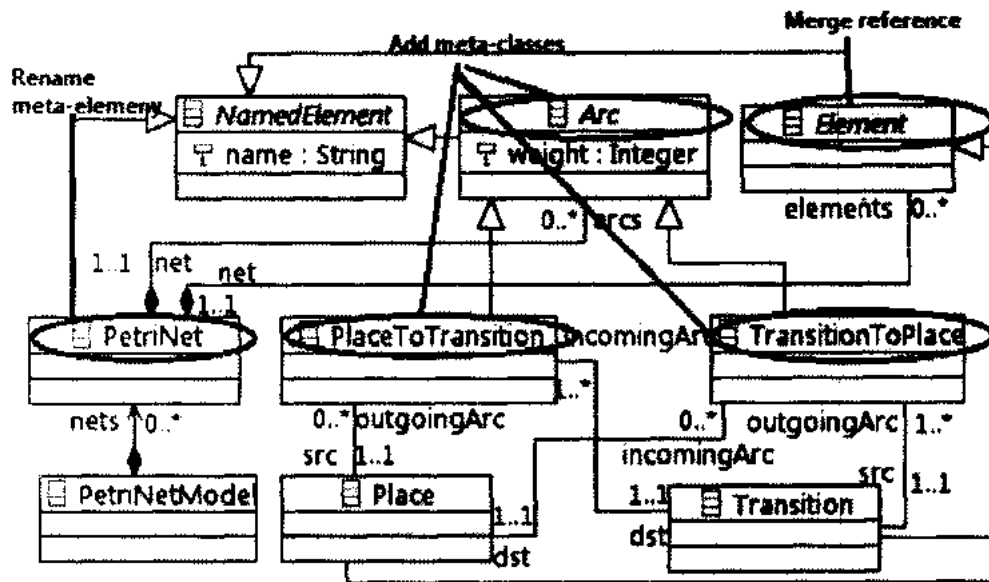 Merge reference
Add meta-classes
Rename
meta-element
NamedElement
Arc
Element
name : String
weight : Integer
elements 0..*
0..* arcs
1..1 net
net
1..1
PetriNet
PlaceToTransition
incomingArc
TransitionToPlace
1..*
nets 0..*
0..* outgoingArc
0..* outgoingArc 1..*
src 1..1
incomingArc
src
1..1
PetriNetModel
Place
1..1
Transition
1..1
dst
dst